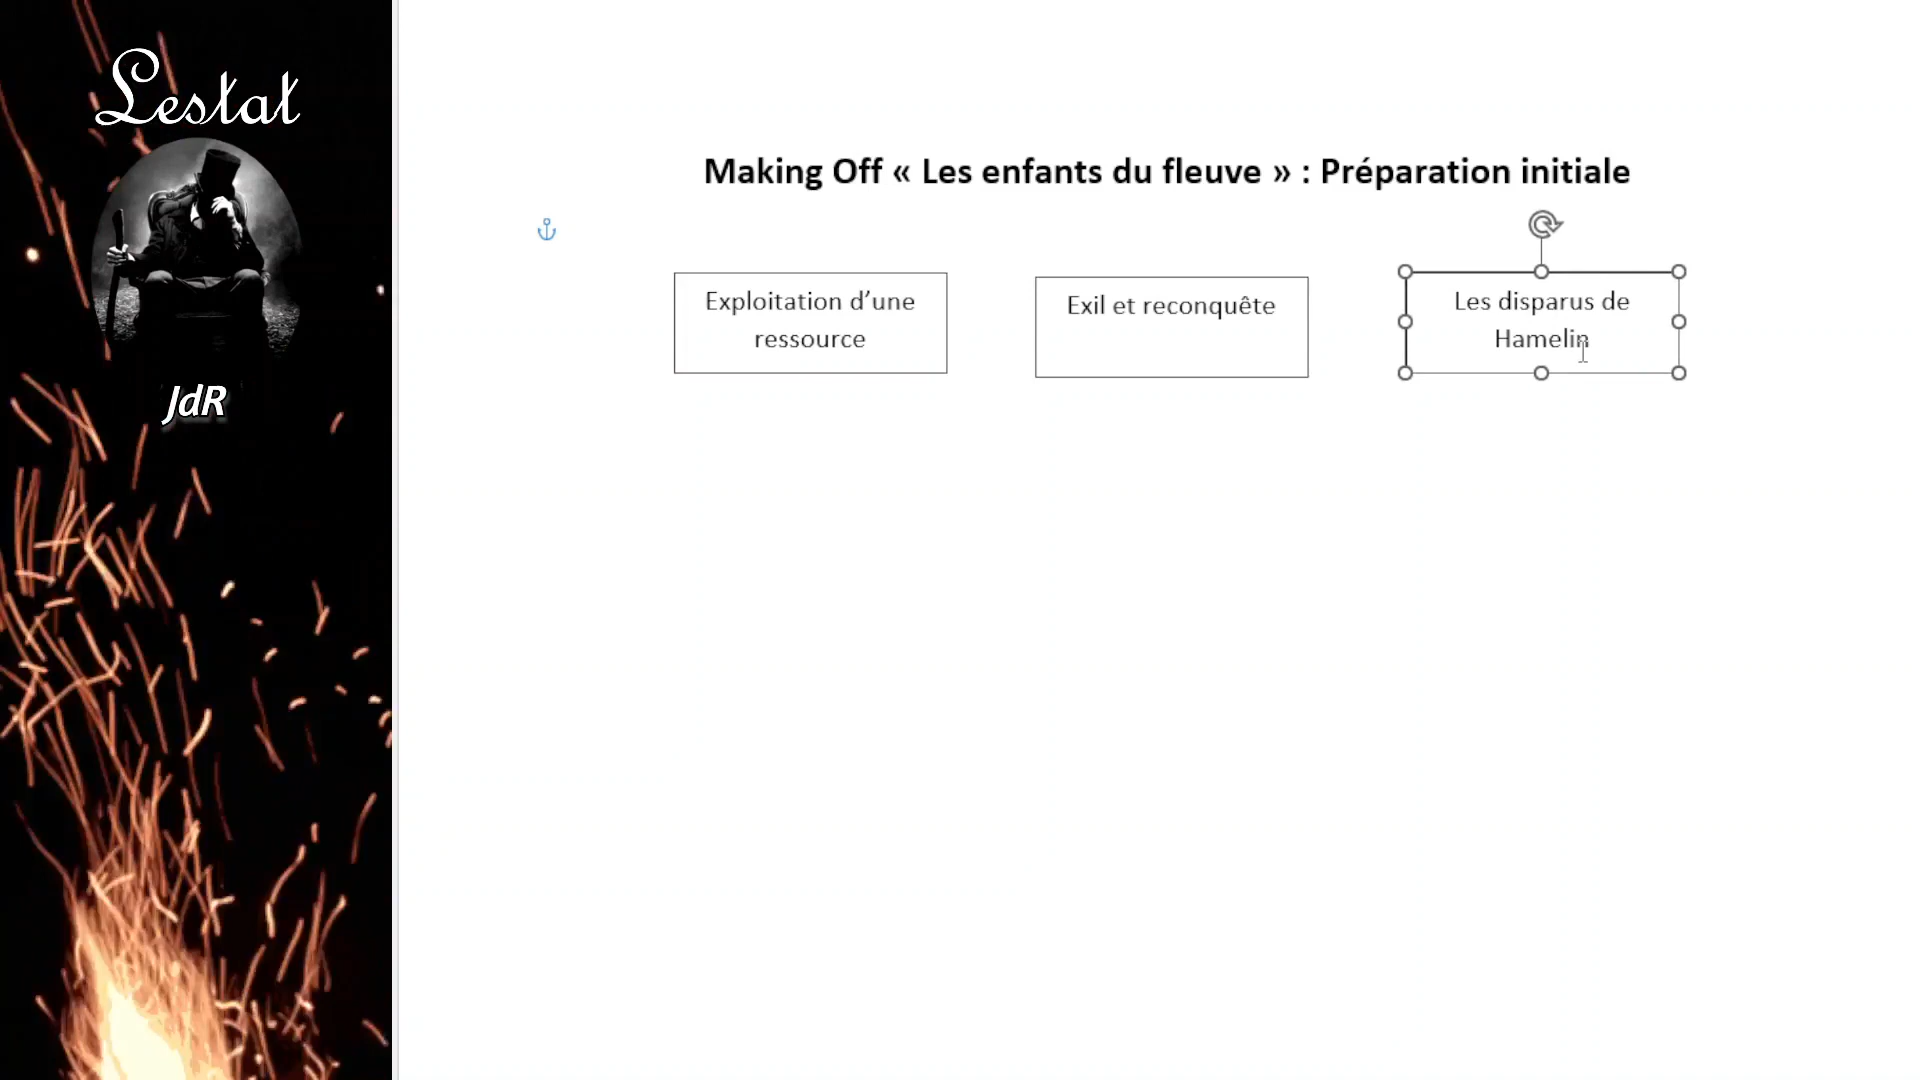 Lestat
JdR
Making Off « Les enfants du fleuve » : Préparation initiale
Exploitation d’une
ressource
Exil et reconquête
Les disparus de
Hamelin